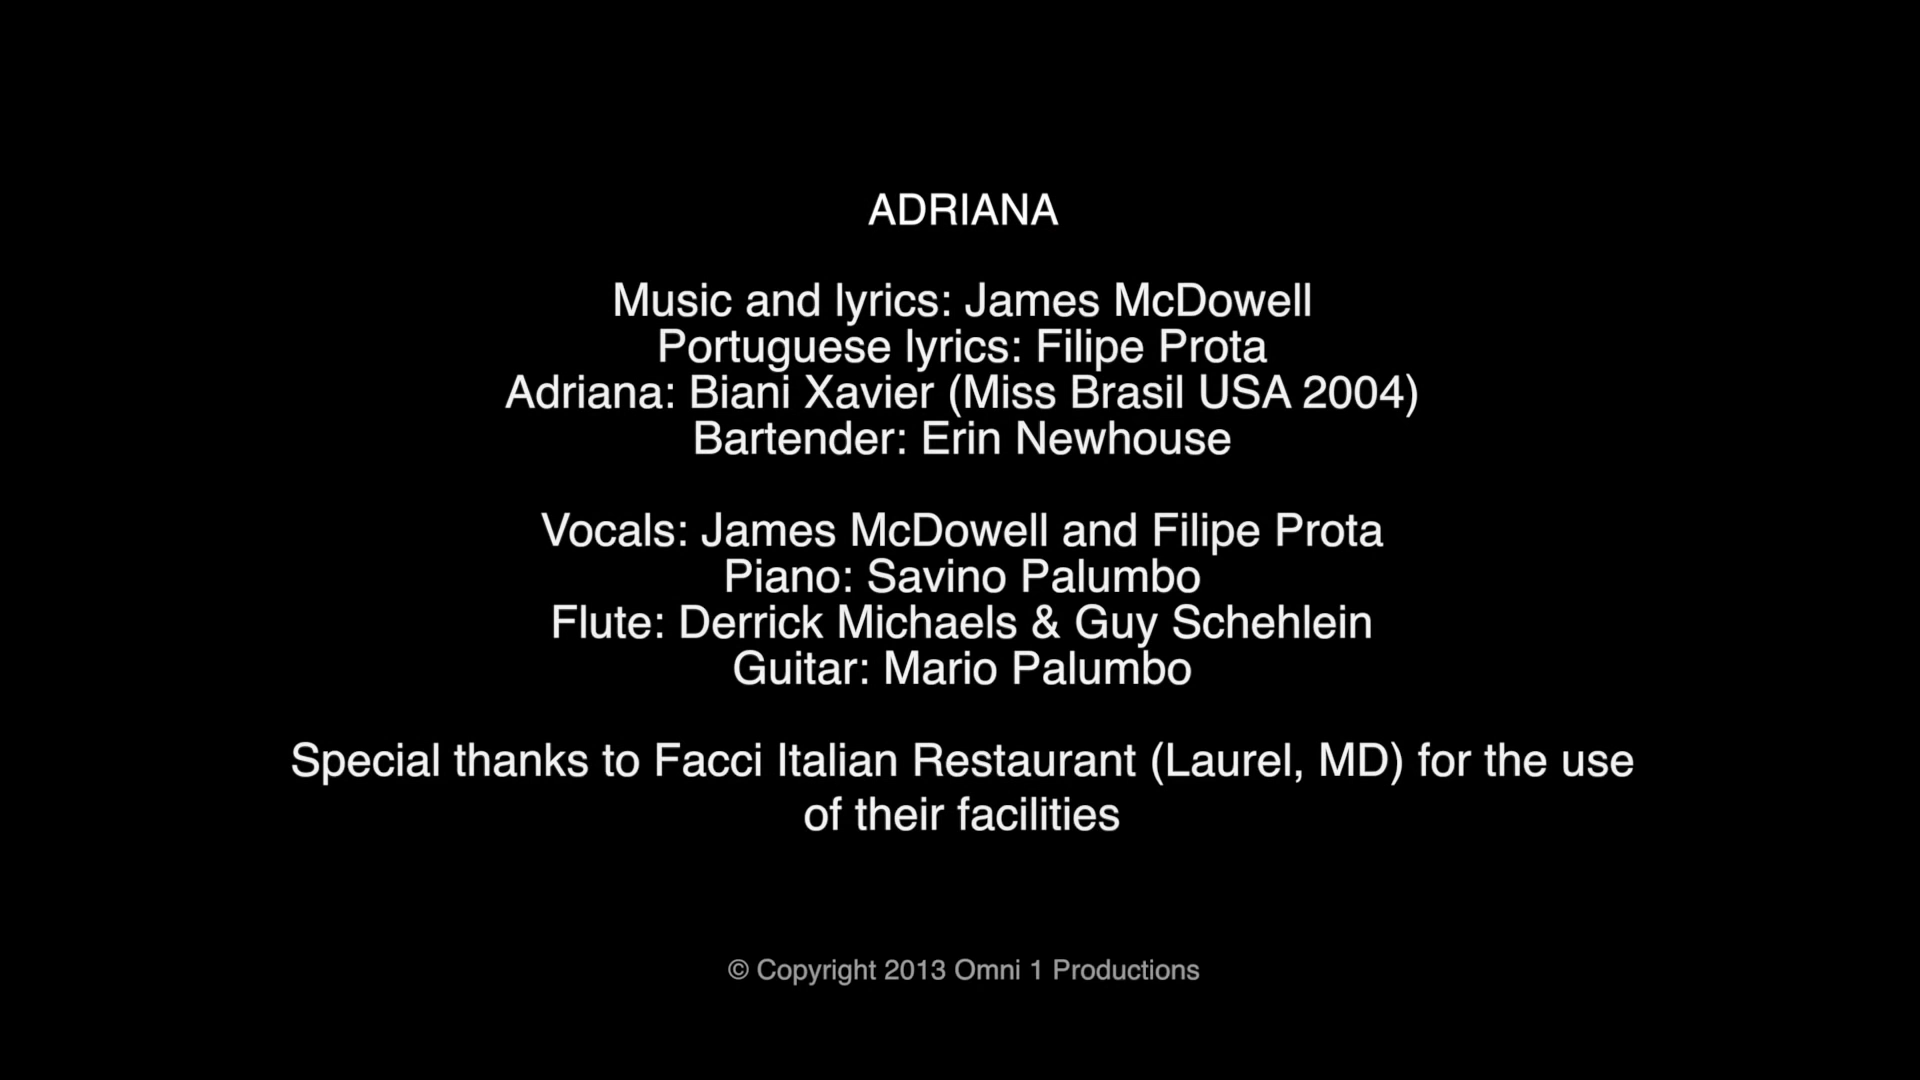 ADRIANA
Music and lyrics: James McDowell
Portuguese lyrics: Filipe Prota
Adriana: Biani Xavier (Miss Brasil USA 2004)
Bartender: Erin Newhouse
Vocals: James McDowell and Filipe Prota
Piano: Savino Palumbo
Flute: Derrick Michaels & Guy Schehlein
Guitar: Mario Palumbo
Special thanks to Facci Italian Restaurant (Laurel, MD) for the use
of their facilities
© Copyright 2013 Omni 1 Productions